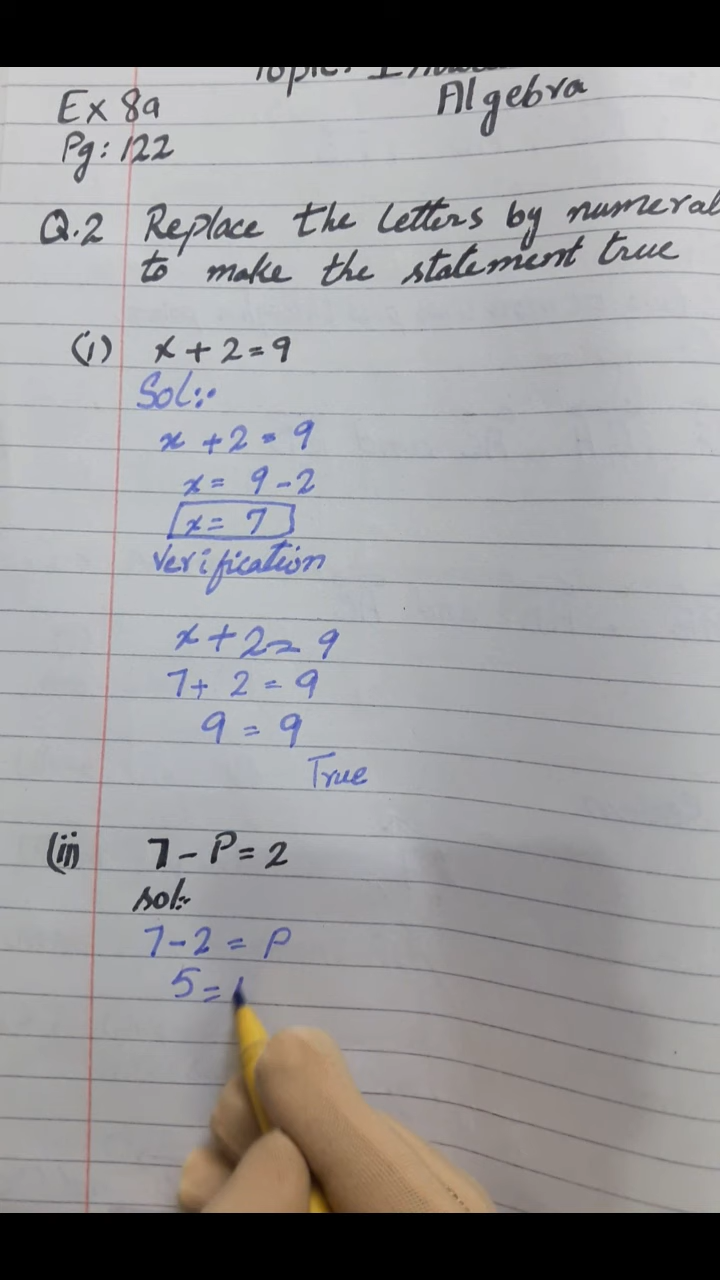 Algebra
Ex 8a
Pg: 122
Q.2 Replace the letters by numeral
to make the statement true
(i) x + 2 = 9
Sol:-
x + 2 = 9
x = 9 - 2
x = 7
Verification
x + 2 = 9
7 + 2 = 9
9 = 9
True
(ii) 7 - P = 2
sol:-
7 - 2 = P
5 =